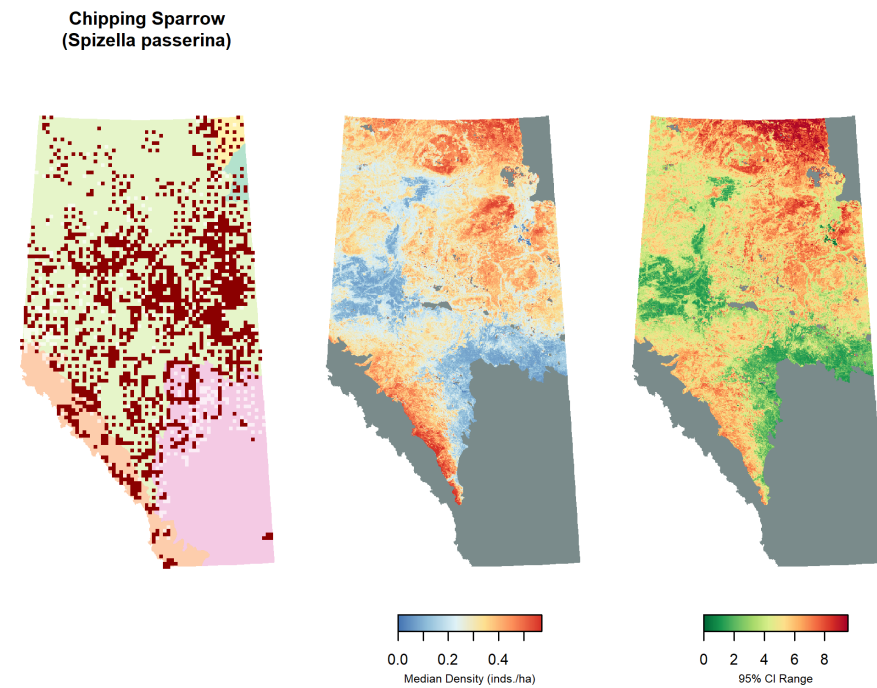 Chipping Sparrow
(Spizella passerina)
0.0 0.2 0.4
Median Density (inds./ha)
0 2 4 6 8
95% CI Range